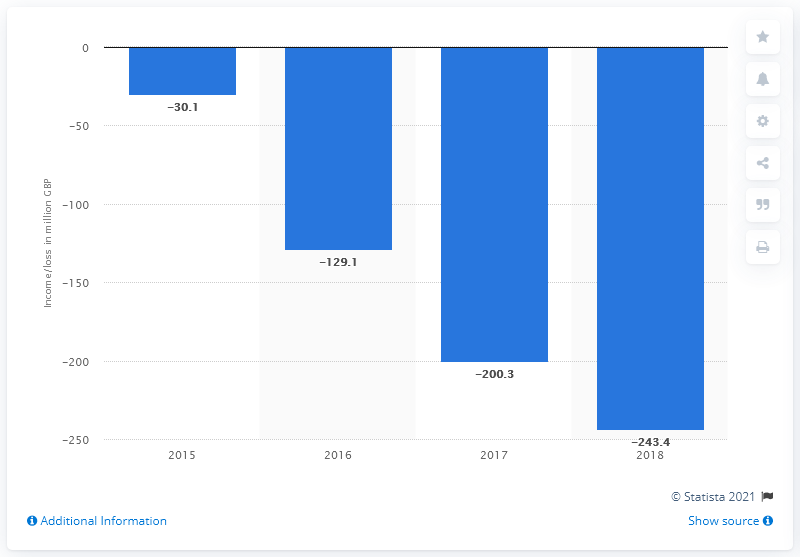 0
−50
−100
−150
−200
−250
Income/loss in million GBP
−30.1
−129.1
−200.3
−243.4
2015 2016 2017 2018
© Statista 2021
Additional Information
Show source